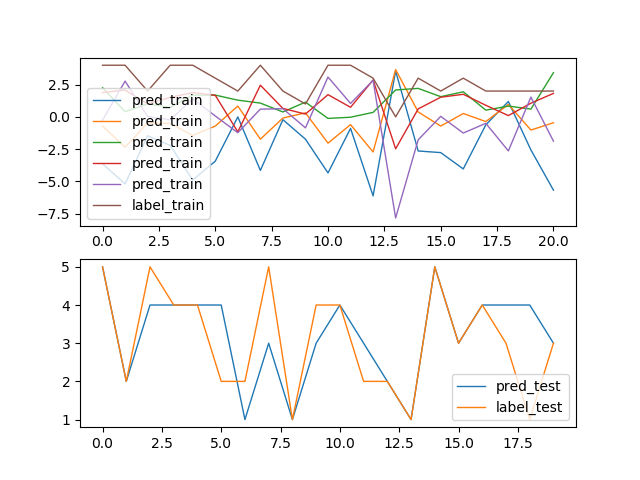 2.5
0.0
−2.5
−5.0
−7.5
pred_train
pred_train
pred_train
pred_train
pred_train
label_train
0.0 2.5 5.0 7.5 10.0 12.5 15.0 17.5 20.0
5
4
3
2
1
pred_test
label_test
0.0 2.5 5.0 7.5 10.0 12.5 15.0 17.5